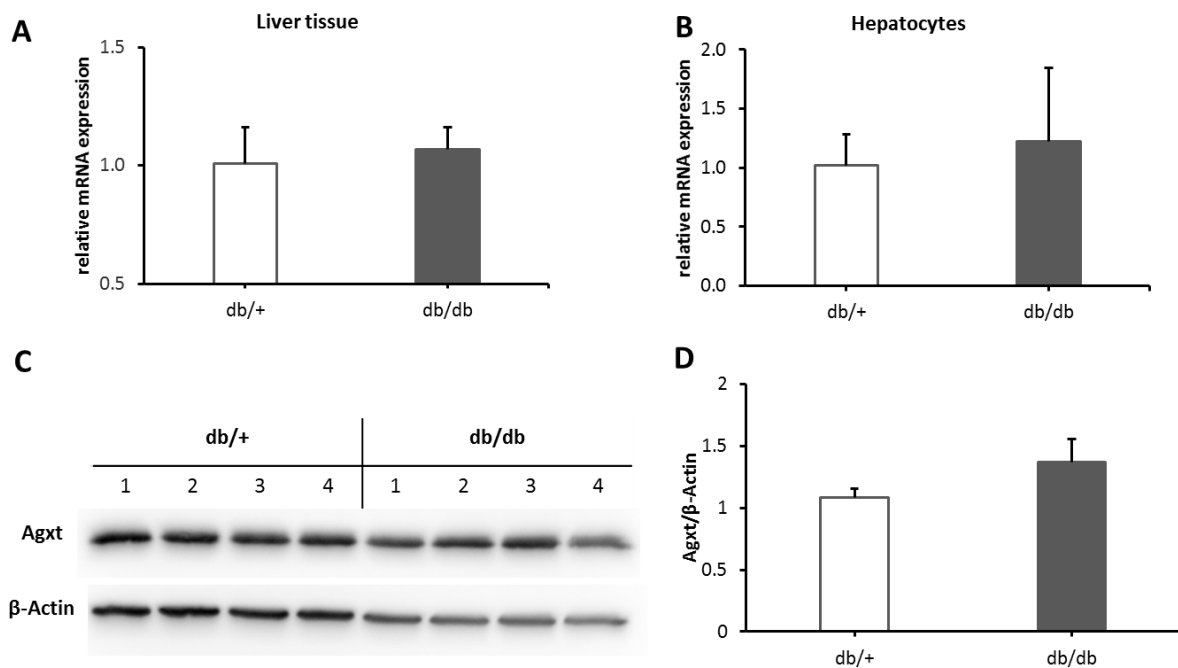 A
Liver tissue
relative mRNA expression
1.5
1.0
0.5
db/+ db/db
B
Hepatocytes
relative mRNA expression
2.0
1.5
1.0
0.5
0.0
db/+ db/db
C
db/+ db/db
1 2 3 4 1 2 3 4
Agxt
β-Actin
D
Agxt/β-Actin
2
1.5
1
0.5
0
db/+ db/db